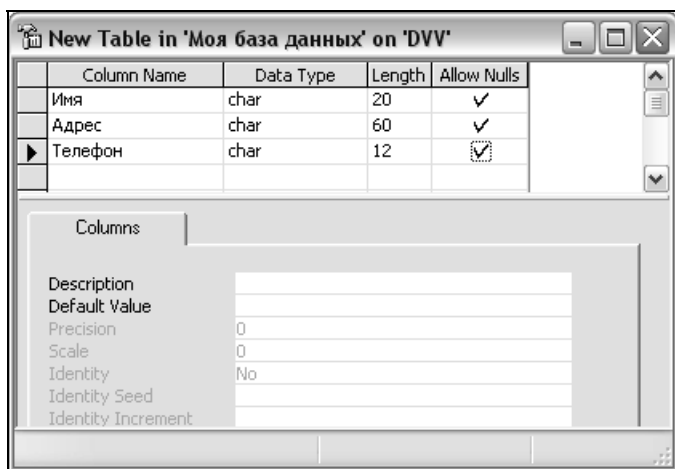 New Table in 'Моя база данных' on 'DVV'
Column Name Data Type Length Allow Nulls
Имя char 20
Адрес char 60
Телефон char 12
Columns
Description
Default Value
Precision 0
Scale 0
Identity No
Identity Seed
Identity Increment